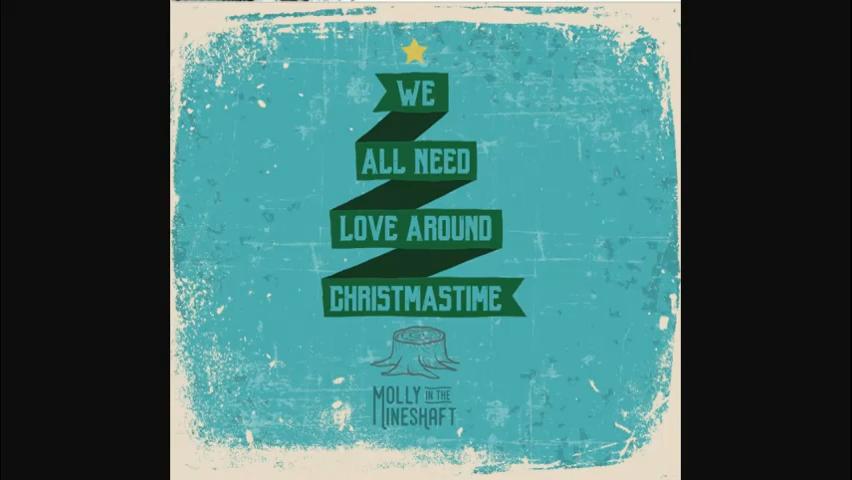 WE
ALL NEED
LOVE AROUND
CHRISTMASTIME
MOLLY IN THE
MINESHAFT